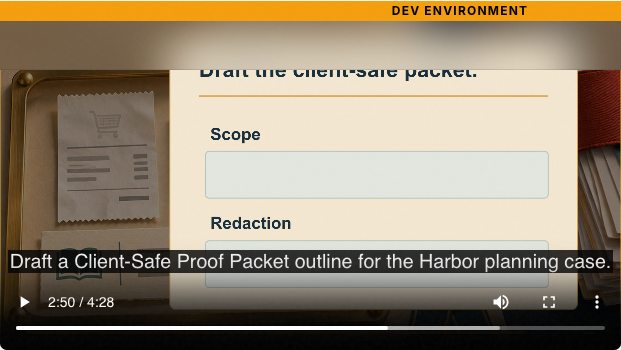 DEV ENVIRONMENT
Draft the client-safe packet.
Scope
Redaction
Draft a Client-Safe Proof Packet outline for the Harbor planning case.
2:50 / 4:28